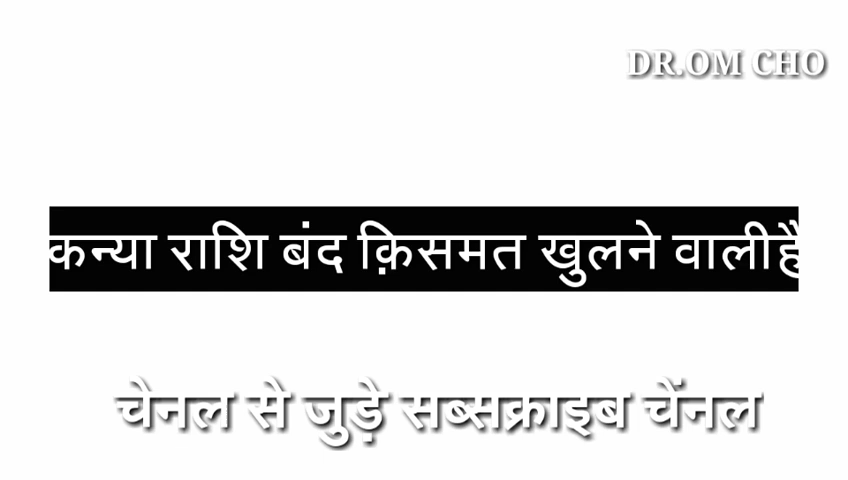 DR.OM CHO
कन्या राशि बंद क़िसमत खुलने वालीहै
चेनल से जुड़े सब्सक्राइब चेंनल